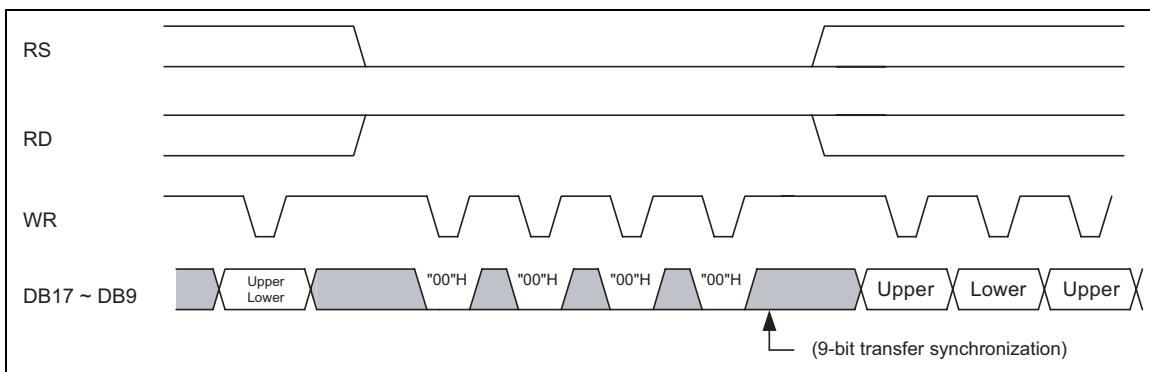 RS
RD
WR
DB17 ~ DB9
Upper
Lower
"00"H
"00"H
"00"H
"00"H
Upper
Lower
Upper
(9-bit transfer synchronization)